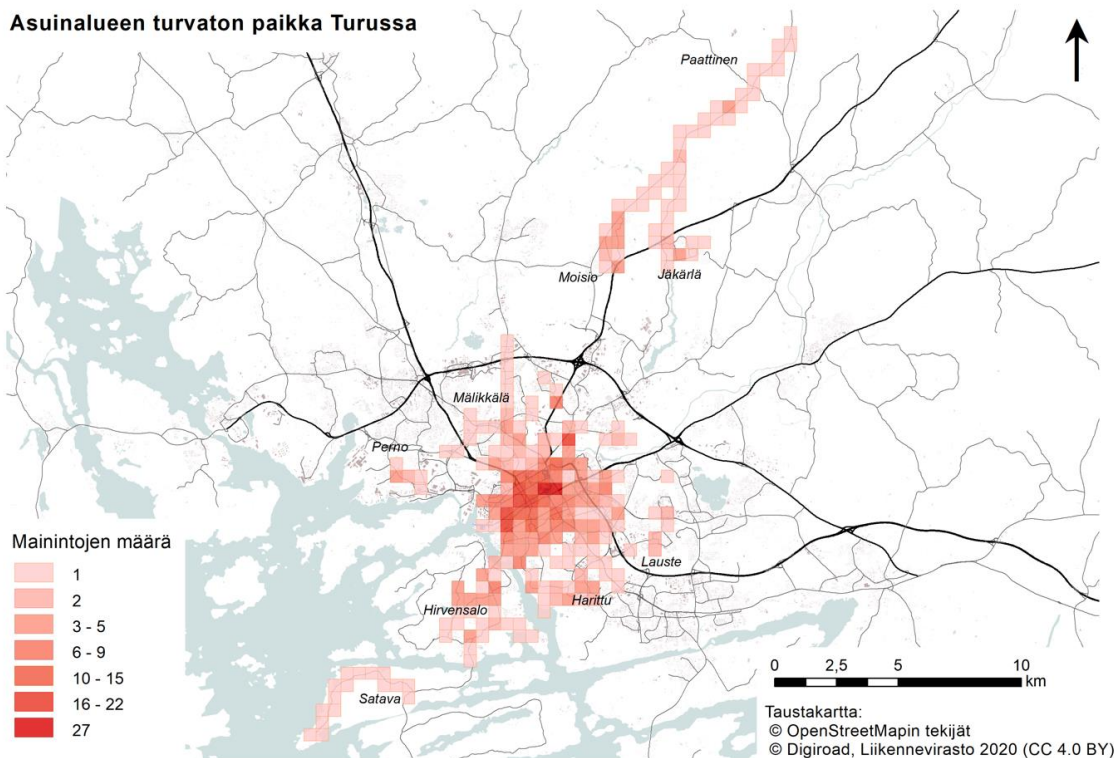 Asuinalueen turvaton paikka Turussa
Paattinen
Moisio
Jäkärlä
Mälikkälä
Perno
Lauste
Harittu
Hirvensalo
Satava
Mainintojen määrä
1
2
3 - 5
6 - 9
10 - 15
16 - 22
27
0 2,5 5 10
km
Taustakartta:
© OpenStreetMapin tekijät
© Digiroad, Liikennevirasto 2020 (CC 4.0 BY)